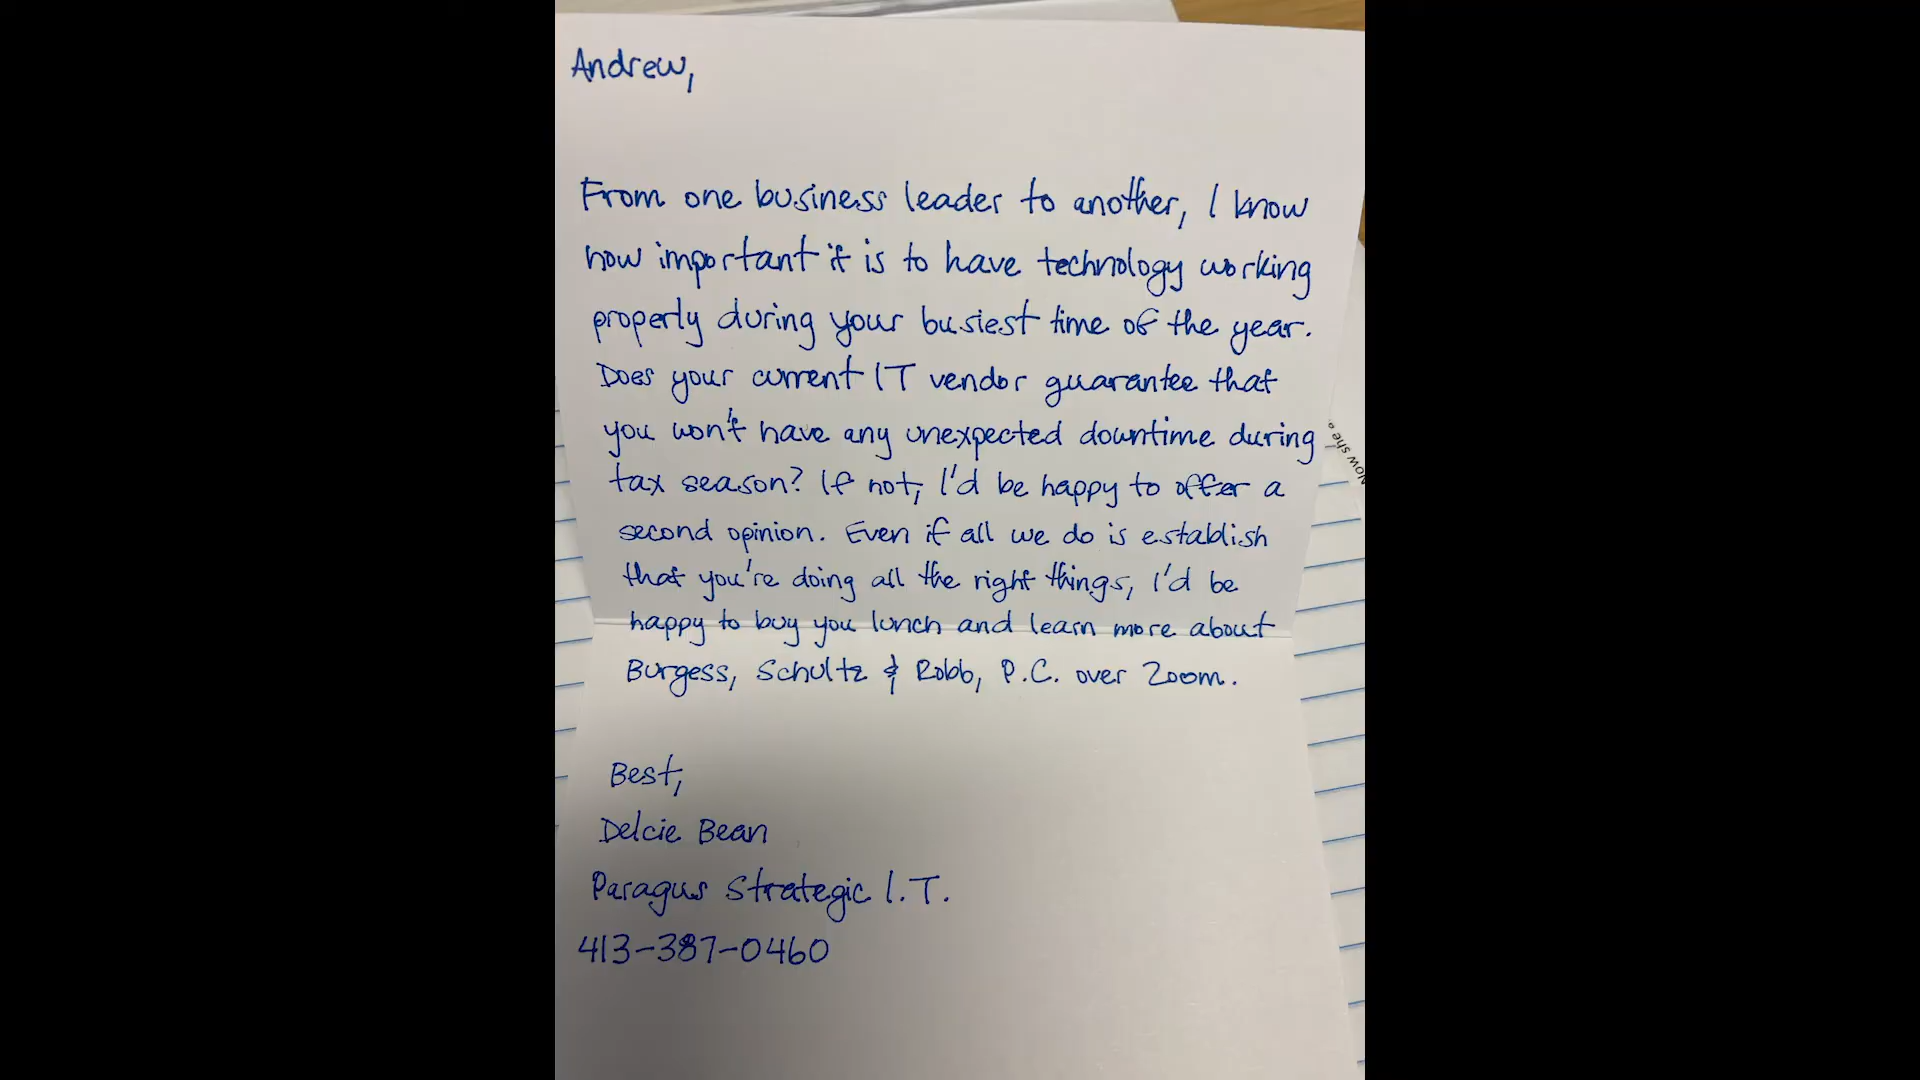 Andrew,
From one business leader to another, I know
how important it is to have technology working
properly during your busiest time of the year.
Does your current IT vendor guarantee that
you won't have any unexpected downtime during
tax season? If not, I'd be happy to offer a
second opinion. Even if all we do is establish
that you're doing all the right things, I'd be
happy to buy you lunch and learn more about
Burgess, Schultz & Robb, P.C. over Zoom.
Best,
Delcie Bean
Paragus Strategic I.T.
413-387-0460
Now she